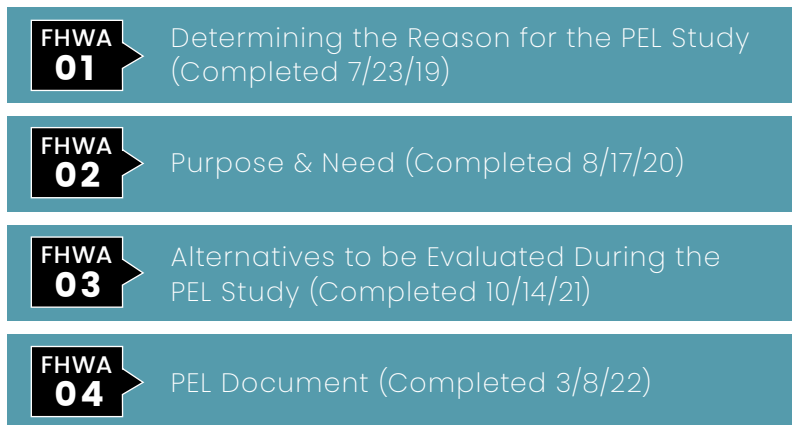 FHWA
01
Determining the Reason for the PEL Study
(Completed 7/23/19)
FHWA
02
Purpose & Need (Completed 8/17/20)
FHWA
03
Alternatives to be Evaluated During the
PEL Study (Completed 10/14/21)
FHWA
04
PEL Document (Completed 3/8/22)